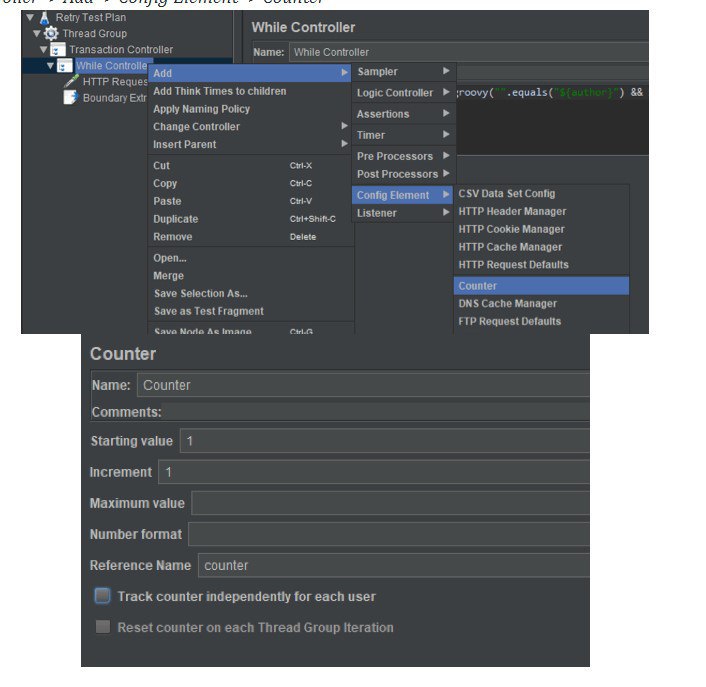 -> Add -> Config Element -> Counter
Retry Test Plan
Thread Group
Transaction Controller
While Controlle
HTTP Reques
Boundary Extr
While Controller
Name: While Controller
groovy("".equals("${author}") &&
Add
Add Think Times to children
Apply Naming Policy
Change Controller
Insert Parent
Cut Ctrl-X
Copy Ctrl-C
Paste Ctrl-V
Duplicate Ctrl+Shift-C
Remove Delete
Open...
Merge
Save Selection As...
Save as Test Fragment
Save Node As Image Ctrl-G
Sampler
Logic Controller
Assertions
Timer
Pre Processors
Post Processors
Config Element
Listener
CSV Data Set Config
HTTP Header Manager
HTTP Cookie Manager
HTTP Cache Manager
HTTP Request Defaults
Counter
DNS Cache Manager
FTP Request Defaults
Counter
Name: Counter
Comments:
Starting value 1
Increment 1
Maximum value
Number format
Reference Name counter
Track counter independently for each user
Reset counter on each Thread Group Iteration